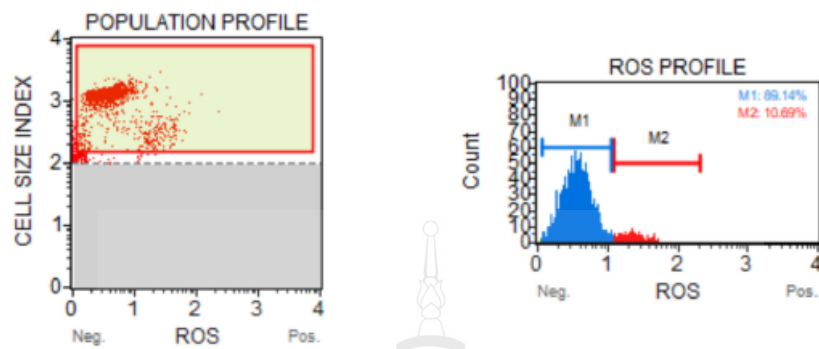 POPULATION PROFILE
4
3
2
1
0
CELL SIZE INDEX
0 1 2 3 4
Neg. ROS Pos.
ROS PROFILE
M1: 89.14%
M2: 10.69%
M1
M2
100
90
80
70
60
50
40
30
20
10
0
Count
0 1 2 3 4
Neg. ROS Pos.